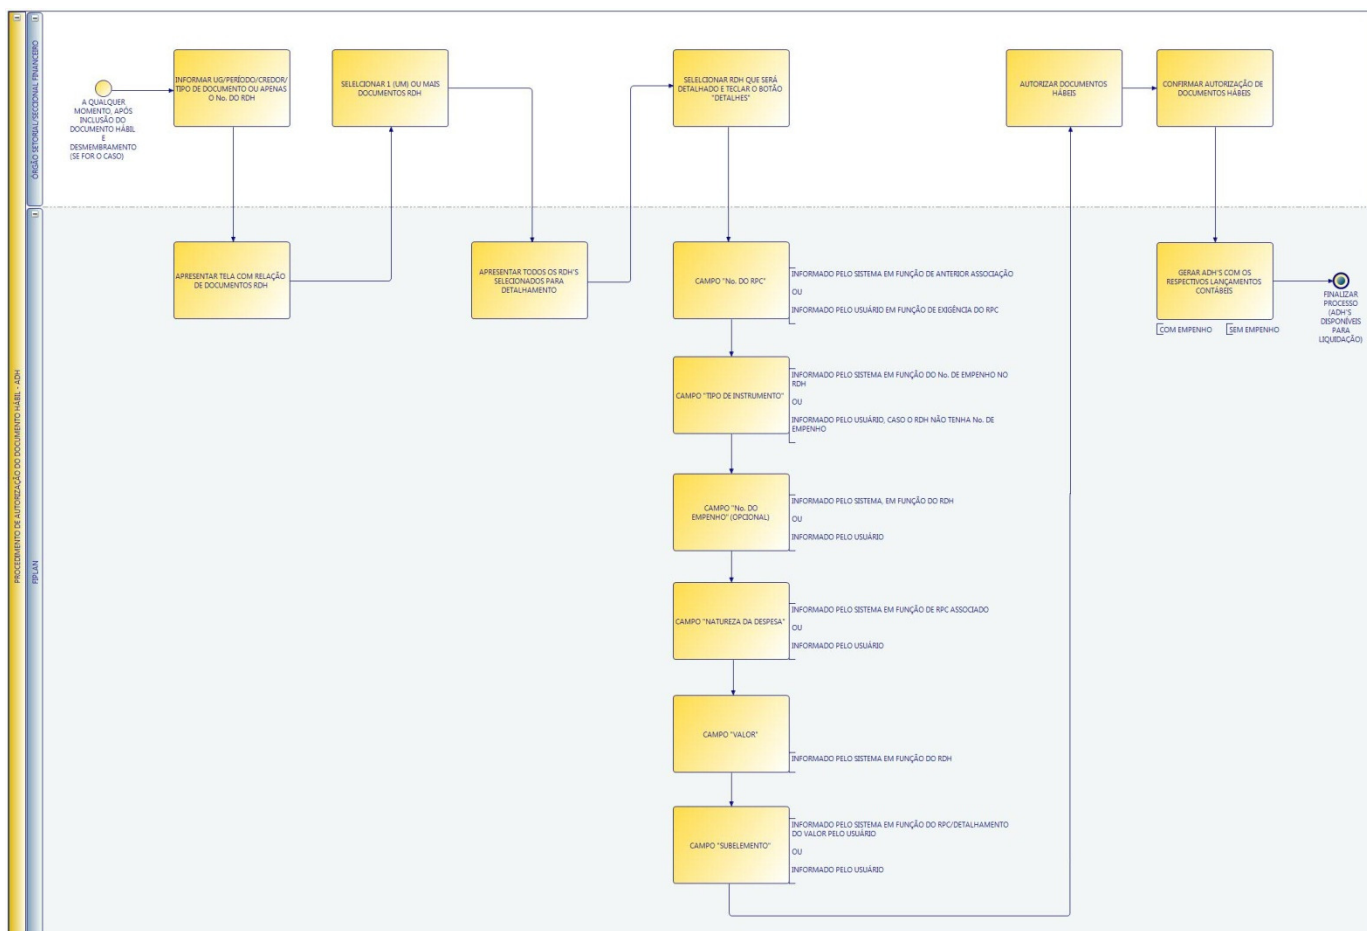 PROCEDIMENTO DE AUTORIZAÇÃO DO DOCUMENTO HÁBIL - ADH
ÓRGÃO SETORIAL/SECCIONAL FINANCEIRO
A QUALQUER
MOMENTO, APÓS
INCLUSÃO DO
DOCUMENTO HÁBIL
E
DESMEMBRAMENTO
(SE FOR O CASO)
INFORMAR UG/PERÍODO/CREDOR/
TIPO DE DOCUMENTO OU APENAS
O No. DO RDH
SELELCIONAR 1 (UM) OU MAIS
DOCUMENTOS RDH
SELELCIONAR RDH QUE SERÁ
DETALHADO E TECLAR O BOTÃO
"DETALHES"
AUTORIZAR DOCUMENTOS
HÁBEIS
CONFIRMAR AUTORIZAÇÃO DE
DOCUMENTOS HÁBEIS
FIPLAN
APRESENTAR TELA COM RELAÇÃO
DE DOCUMENTOS RDH
APRESENTAR TODOS OS RDH'S
SELECIONADOS PARA
DETALHAMENTO
CAMPO "No. DO RPC"
INFORMADO PELO SISTEMA EM FUNÇÃO DE ANTERIOR ASSOCIAÇÃO
OU
INFORMADO PELO USUÁRIO EM FUNÇÃO DE EXIGÊNCIA DO RPC
GERAR ADH'S COM OS
RESPECTIVOS LANÇAMENTOS
CONTÁBEIS
COM EMPENHO
SEM EMPENHO
FINALIZAR
PROCESSO
(ADH'S
DISPONÍVEIS
PARA
LIQUIDAÇÃO)
CAMPO "TIPO DE INSTRUMENTO"
INFORMADO PELO SISTEMA EM FUNÇÃO DO No. DE EMPENHO NO
RDH
OU
INFORMADO PELO USUÁRIO, CASO O RDH NÃO TENHA No. DE
EMPENHO
CAMPO "No. DO
EMPENHO" (OPCIONAL)
INFORMADO PELO SISTEMA, EM FUNÇÃO DO RDH
OU
INFORMADO PELO USUÁRIO
CAMPO "NATUREZA DA DESPESA"
INFORMADO PELO SISTEMA EM FUNÇÃO DE RPC ASSOCIADO
OU
INFORMADO PELO USUÁRIO
CAMPO "VALOR"
INFORMADO PELO SISTEMA EM FUNÇÃO DO RDH
CAMPO "SUBELEMENTO"
INFORMADO PELO SISTEMA EM FUNÇÃO DO RPC/DETALHAMENTO
DO VALOR PELO USUÁRIO
OU
INFORMADO PELO USUÁRIO